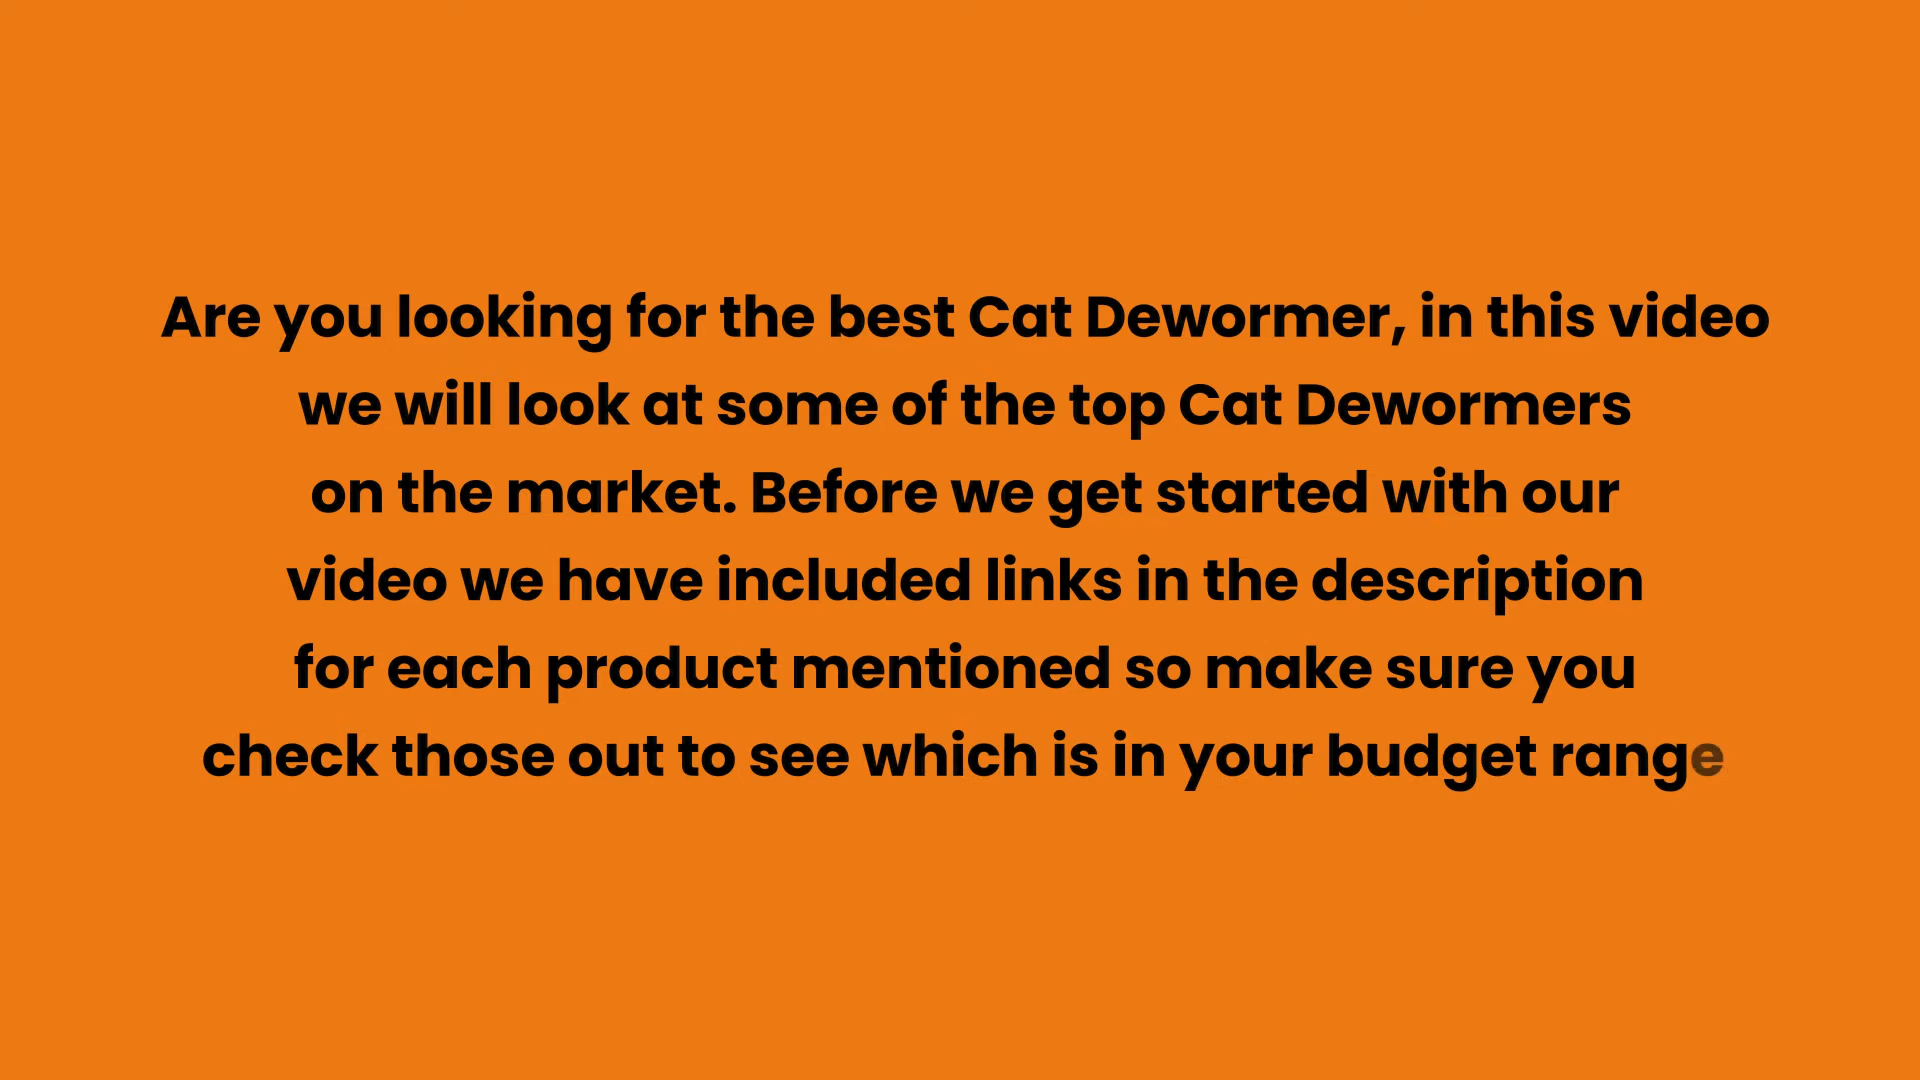 Are you looking for the best Cat Dewormer, in this video
we will look at some of the top Cat Dewormers
on the market. Before we get started with our
video we have included links in the description
for each product mentioned so make sure you
check those out to see which is in your budget range